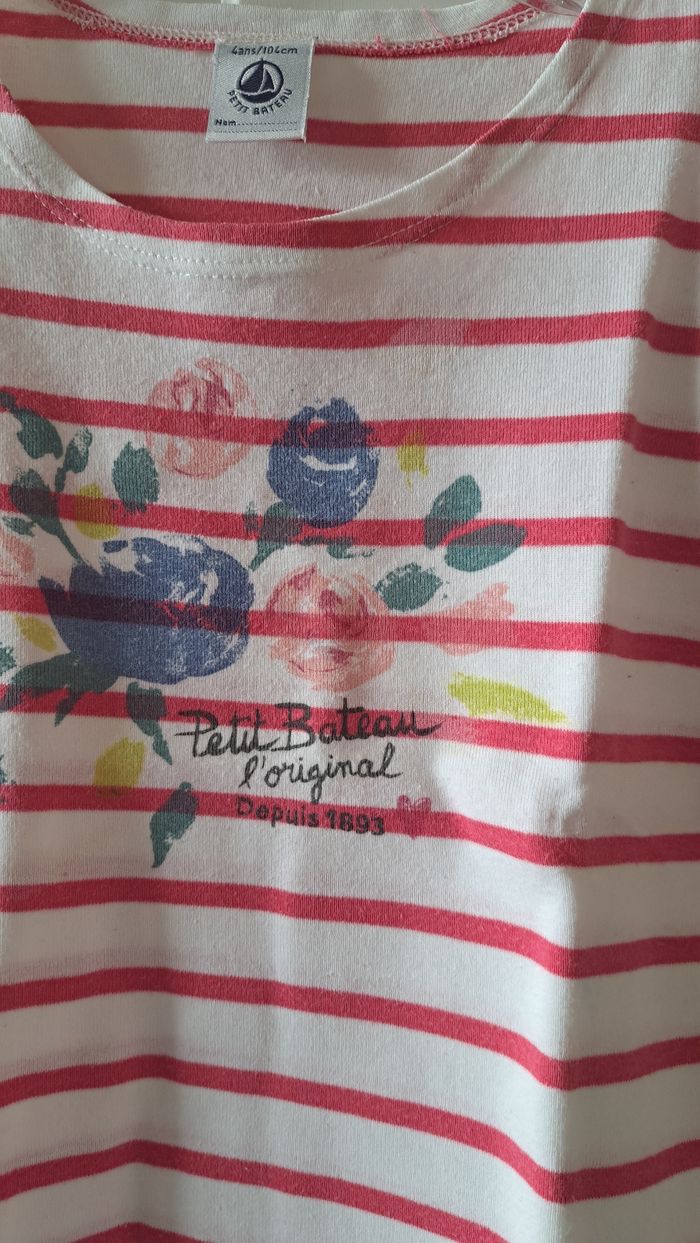 4ans/104cm
PETIT BATEAU
Nom
Petit Bateau
l'original
Depuis 1893